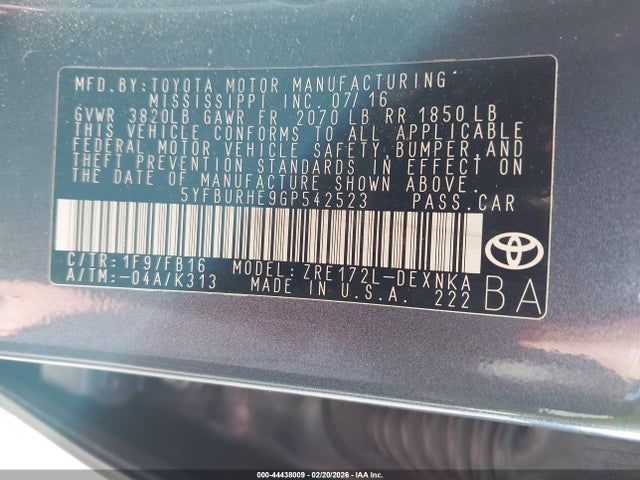 MFD.BY:TOYOTA MOTOR MANUFACTURING
MISSISSIPPI INC. 07/16
GVWR 3820LB GAWR FR 2070 LB RR 1850 LB
THIS VEHICLE CONFORMS TO ALL APPLICABLE
FEDERAL MOTOR VEHICLE SAFETY, BUMPER, AND
THEFT PREVENTION STANDARDS IN EFFECT ON
THE DATE OF MANUFACTURE SHOWN ABOVE.
5YFBURHE9GP542523 PASS.CAR
C/TR:1F9/FB16 MODEL:ZRE172L-DEXNKA
A/TM:-04A/K313 MADE IN U.S.A. 222 BA
000-44438009 - 02/20/2026 - IAA, Inc.